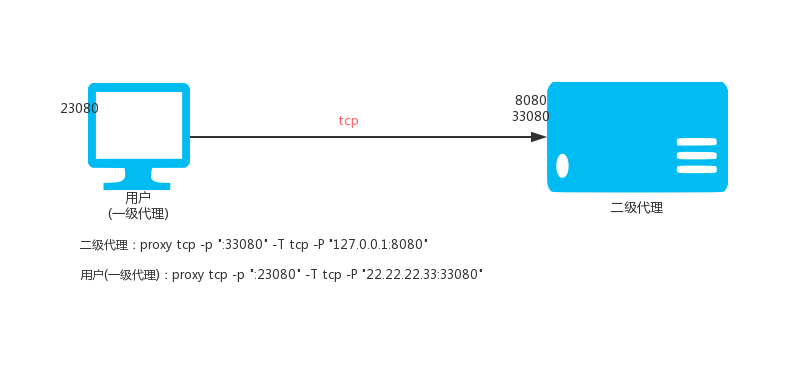 23080
tcp
8080
33080
用户
(一级代理)
二级代理
二级代理：proxy tcp -p ":33080" -T tcp -P "127.0.0.1:8080"
用户(一级代理)：proxy tcp -p ":23080" -T tcp -P "22.22.22.33:33080"